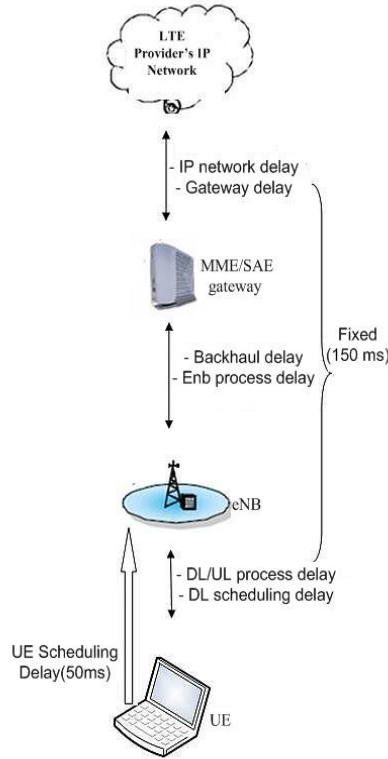 LTE
Provider's IP
Network
- IP network delay
- Gateway delay
MME/SAE
gateway
Fixed
(150 ms)
- Backhaul delay
- Enb process delay
eNB
- DL/UL process delay
- DL scheduling delay
UE Scheduling
Delay(50ms)
UE